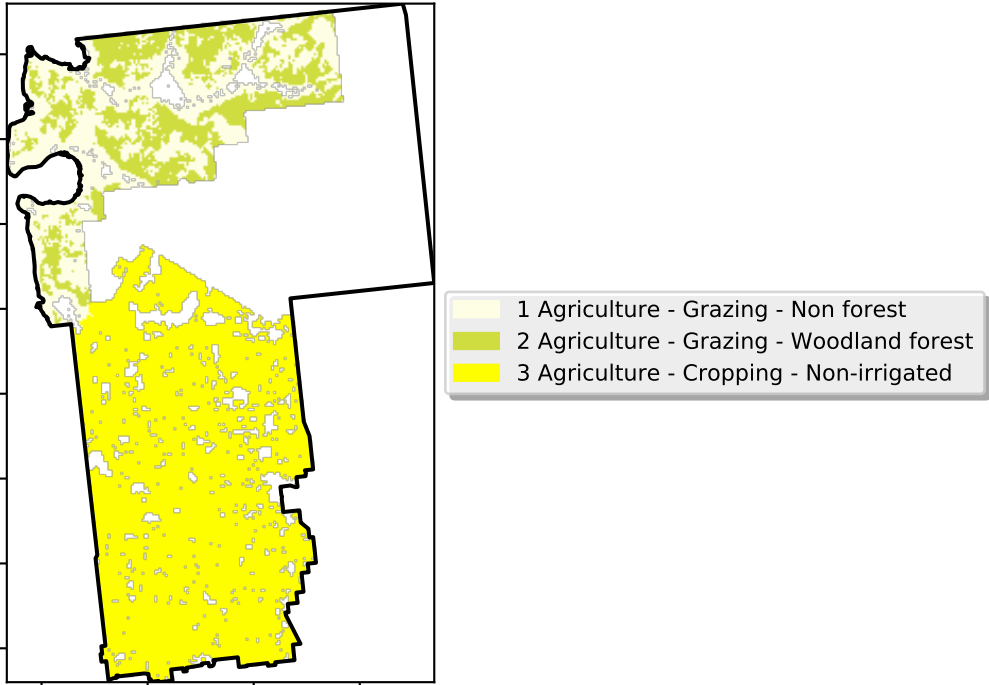 1 Agriculture - Grazing - Non forest
2 Agriculture - Grazing - Woodland forest
3 Agriculture - Cropping - Non-irrigated